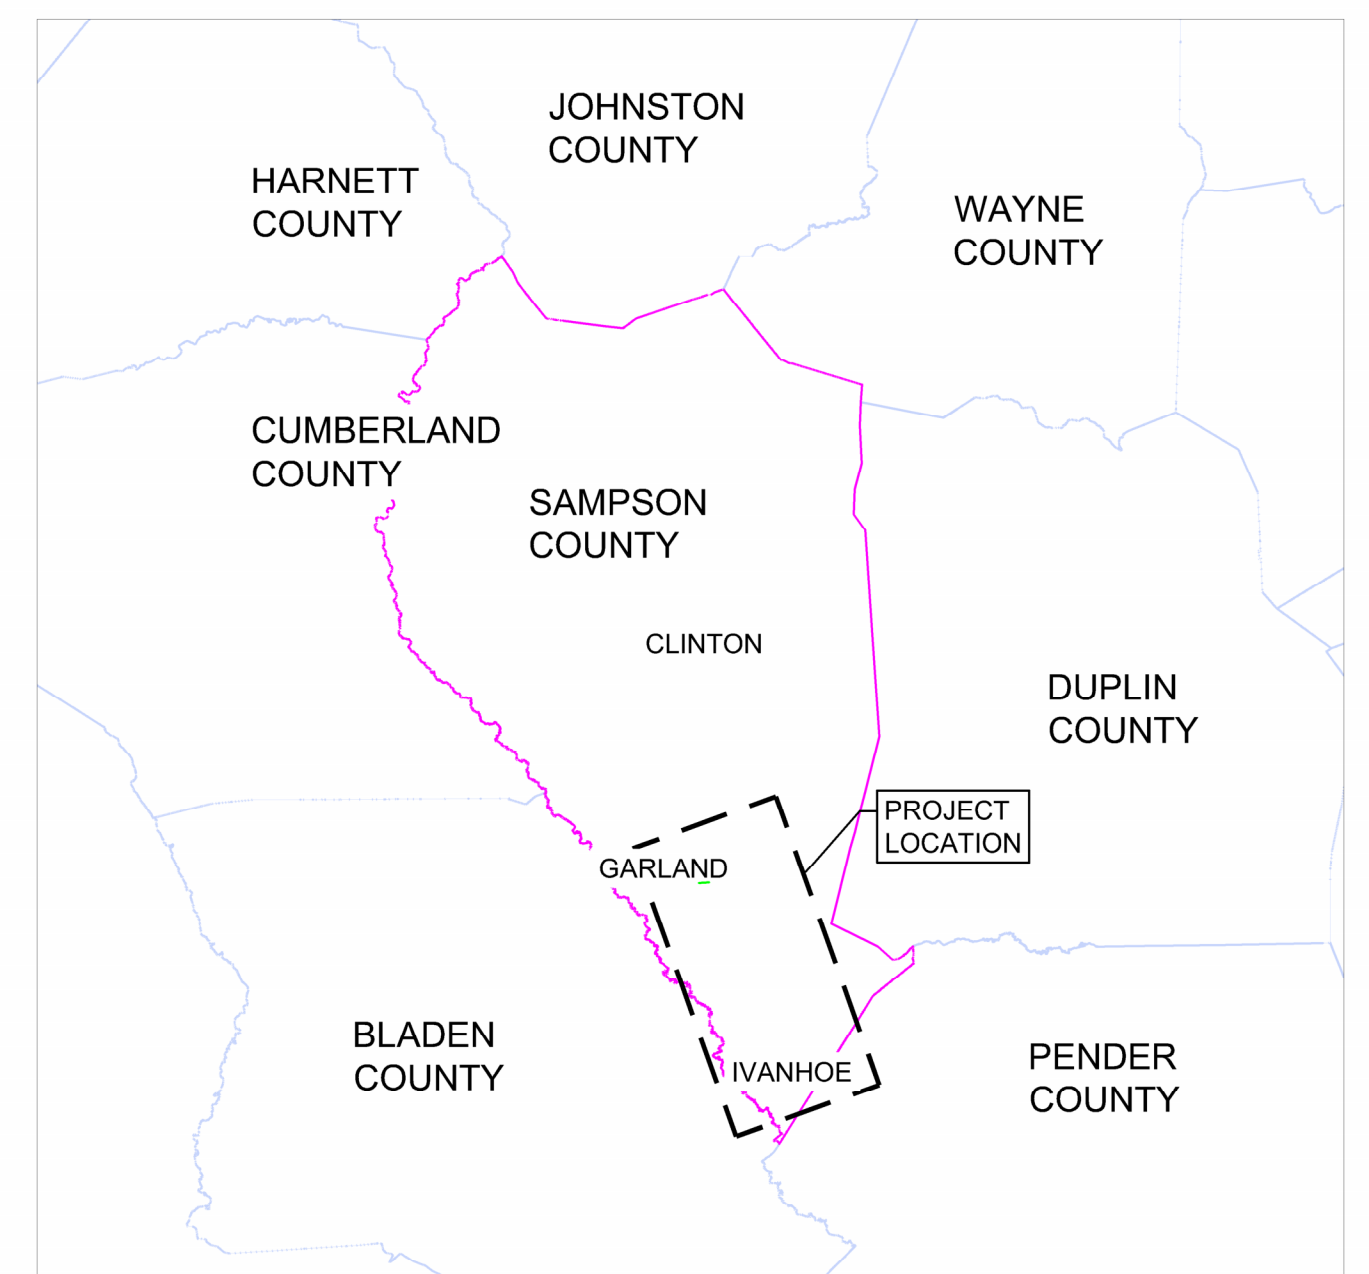 JOHNSTON
COUNTY
HARNETT
COUNTY
WAYNE
COUNTY
CUMBERLAND
COUNTY
SAMPSON
COUNTY
CLINTON
DUPLIN
COUNTY
PROJECT
LOCATION
GARLAND
BLADEN
COUNTY
IVANHOE
PENDER
COUNTY